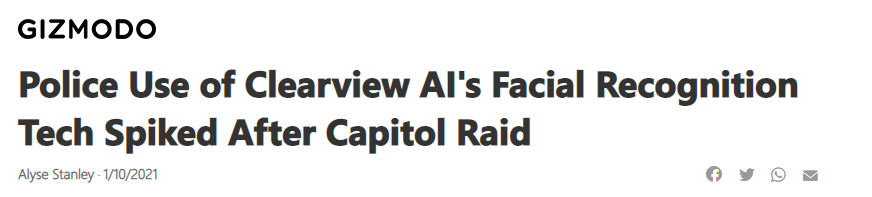 GIZMODO
Police Use of Clearview AI's Facial Recognition
Tech Spiked After Capitol Raid
Alyse Stanley · 1/10/2021